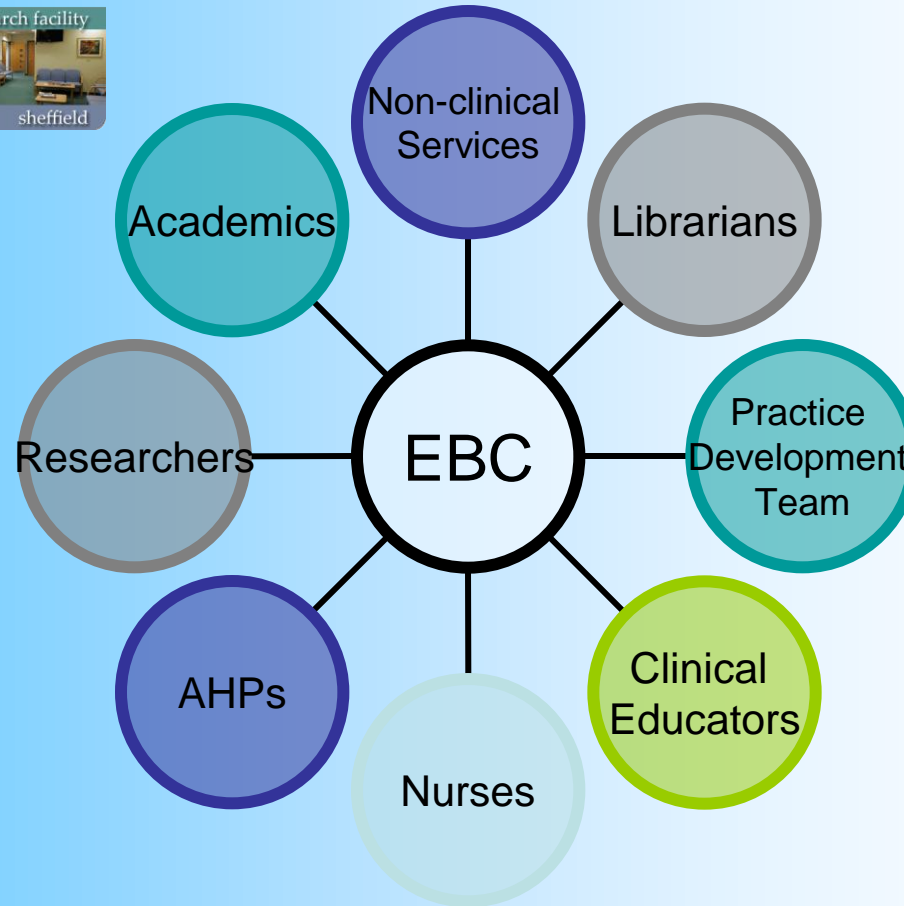 rch facility
sheffield
Non-clinical
Services
Librarians
Practice
Development
Team
Clinical
Educators
Nurses
AHPs
Researchers
Academics
EBC